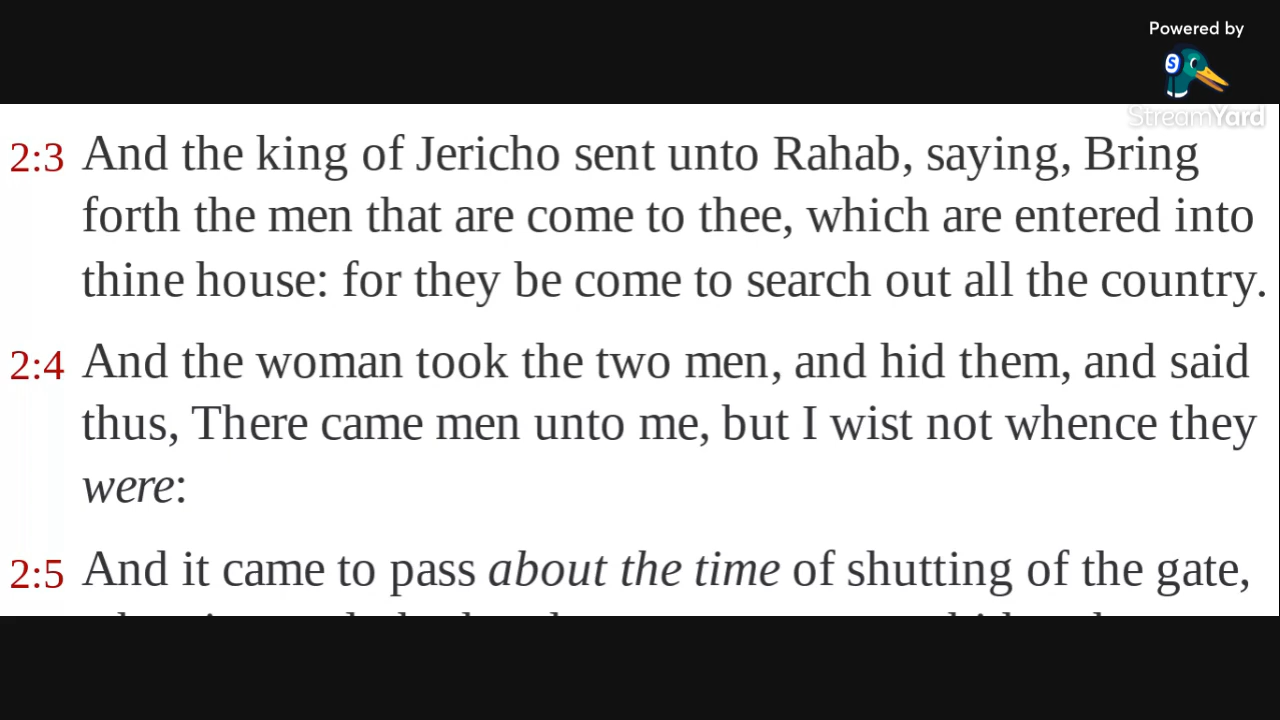 Powered by
S
StreamYard
2:3 And the king of Jericho sent unto Rahab, saying, Bring
forth the men that are come to thee, which are entered into
thine house: for they be come to search out all the country.
2:4 And the woman took the two men, and hid them, and said
thus, There came men unto me, but I wist not whence they
were:
2:5 And it came to pass about the time of shutting of the gate,